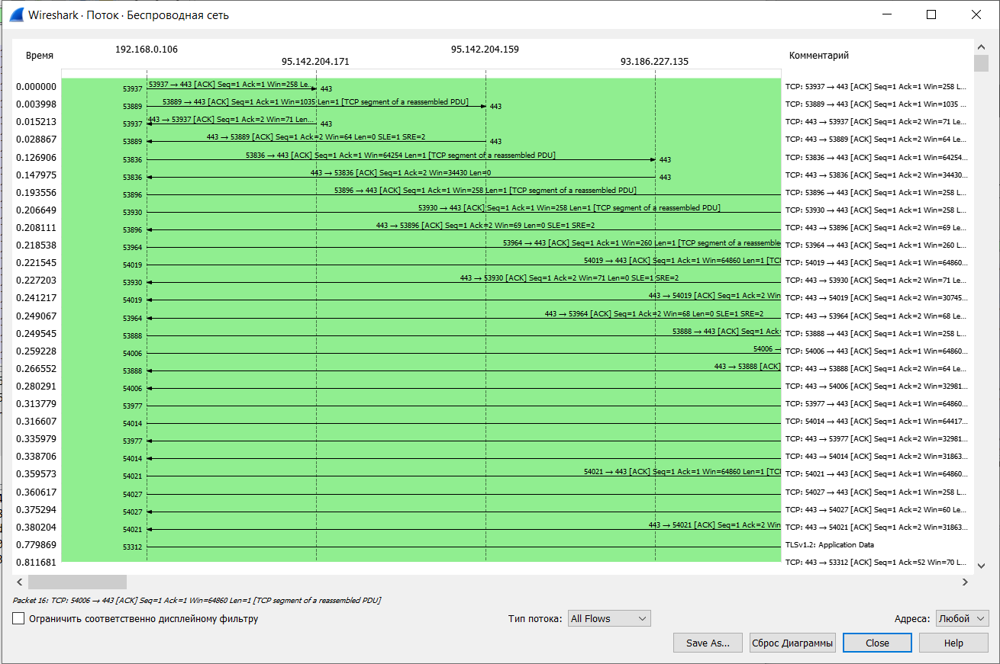 Wireshark · Поток · Беспроводная сеть
192.168.0.106 95.142.204.159
Время 95.142.204.171 93.186.227.135 Комментарий
0.000000 53937 53937 → 443 [ACK] Seq=1 Ack=1 Win=258 Le... 443 TCP: 53937 → 443 [ACK] Seq=1 Ack=1 Win=258 L...
0.003998 53889 53889 → 443 [ACK] Seq=1 Ack=1 Win=1035 Len=1 [TCP segment of a reassembled PDU] 443 TCP: 53889 → 443 [ACK] Seq=1 Ack=1 Win=1035 ...
0.015213 53937 443 → 53937 [ACK] Seq=1 Ack=2 Win=71 Len... 443 TCP: 443 → 53937 [ACK] Seq=1 Ack=2 Win=71 Le...
0.028867 53889 443 → 53889 [ACK] Seq=1 Ack=2 Win=64 Len=0 SLE=1 SRE=2 443 TCP: 443 → 53889 [ACK] Seq=1 Ack=2 Win=64 Le...
0.126906 53836 53836 → 443 [ACK] Seq=1 Ack=1 Win=64254 Len=1 [TCP segment of a reassembled PDU] 443 TCP: 53836 → 443 [ACK] Seq=1 Ack=1 Win=64254...
0.147975 53836 443 → 53836 [ACK] Seq=1 Ack=2 Win=34430 Len=0 443 TCP: 443 → 53836 [ACK] Seq=1 Ack=2 Win=34430...
0.193556 53896 53896 → 443 [ACK] Seq=1 Ack=1 Win=258 Len=1 [TCP segment of a reassembled PDU] TCP: 53896 → 443 [ACK] Seq=1 Ack=1 Win=258 L...
0.206649 53930 53930 → 443 [ACK] Seq=1 Ack=1 Win=258 Len=1 [TCP segment of a reassembled PDU] TCP: 53930 → 443 [ACK] Seq=1 Ack=1 Win=258 L...
0.208111 53896 443 → 53896 [ACK] Seq=1 Ack=2 Win=69 Len=0 SLE=1 SRE=2 TCP: 443 → 53896 [ACK] Seq=1 Ack=2 Win=69 Le...
0.218538 53964 53964 → 443 [ACK] Seq=1 Ack=1 Win=260 Len=1 [TCP segment of a reassemble TCP: 53964 → 443 [ACK] Seq=1 Ack=1 Win=260 L...
0.221545 54019 54019 → 443 [ACK] Seq=1 Ack=1 Win=64860 Len=1 [TC TCP: 54019 → 443 [ACK] Seq=1 Ack=1 Win=64860...
0.227203 53930 443 → 53930 [ACK] Seq=1 Ack=2 Win=71 Len=0 SLE=1 SRE=2 TCP: 443 → 53930 [ACK] Seq=1 Ack=2 Win=71 Le...
0.241217 54019 443 → 54019 [ACK] Seq=1 Ack=2 Win TCP: 443 → 54019 [ACK] Seq=1 Ack=2 Win=30745...
0.249067 53964 443 → 53964 [ACK] Seq=1 Ack=2 Win=68 Len=0 SLE=1 SRE=2 TCP: 443 → 53964 [ACK] Seq=1 Ack=2 Win=68 Le...
0.249545 53888 53888 → 443 [ACK] Seq=1 Ack TCP: 53888 → 443 [ACK] Seq=1 Ack=1 Win=258 L...
0.259228 54006 54006 → TCP: 54006 → 443 [ACK] Seq=1 Ack=1 Win=64860...
0.266552 53888 443 → 53888 [ACK] TCP: 443 → 53888 [ACK] Seq=1 Ack=2 Win=64 Le...
0.280291 54006 TCP: 443 → 54006 [ACK] Seq=1 Ack=2 Win=32981...
0.313779 53977 TCP: 53977 → 443 [ACK] Seq=1 Ack=1 Win=64860...
0.316607 54014 TCP: 54014 → 443 [ACK] Seq=1 Ack=1 Win=64417...
0.335979 53977 TCP: 443 → 53977 [ACK] Seq=1 Ack=2 Win=32981...
0.338706 54014 TCP: 443 → 54014 [ACK] Seq=1 Ack=2 Win=31863...
0.359573 54021 54021 → 443 [ACK] Seq=1 Ack=1 Win=64860 Len=1 [TC TCP: 54021 → 443 [ACK] Seq=1 Ack=1 Win=64860...
0.360617 54027 TCP: 54027 → 443 [ACK] Seq=1 Ack=1 Win=258 L...
0.375294 54027 TCP: 443 → 54027 [ACK] Seq=1 Ack=2 Win=60 Le...
0.380204 54021 443 → 54021 [ACK] Seq=1 Ack=2 Win TCP: 443 → 54021 [ACK] Seq=1 Ack=2 Win=31863...
0.779869 53312 TLSv1.2: Application Data
0.811681 TCP: 443 → 53312 [ACK] Seq=1 Ack=52 Win=70 L...
Packet 16: TCP: 54006 → 443 [ACK] Seq=1 Ack=1 Win=64860 Len=1 [TCP segment of a reassembled PDU]
Ограничить соответственно дисплейному фильтру Тип потока: All Flows Адреса: Любой
Save As... Сброс Диаграммы Close Help